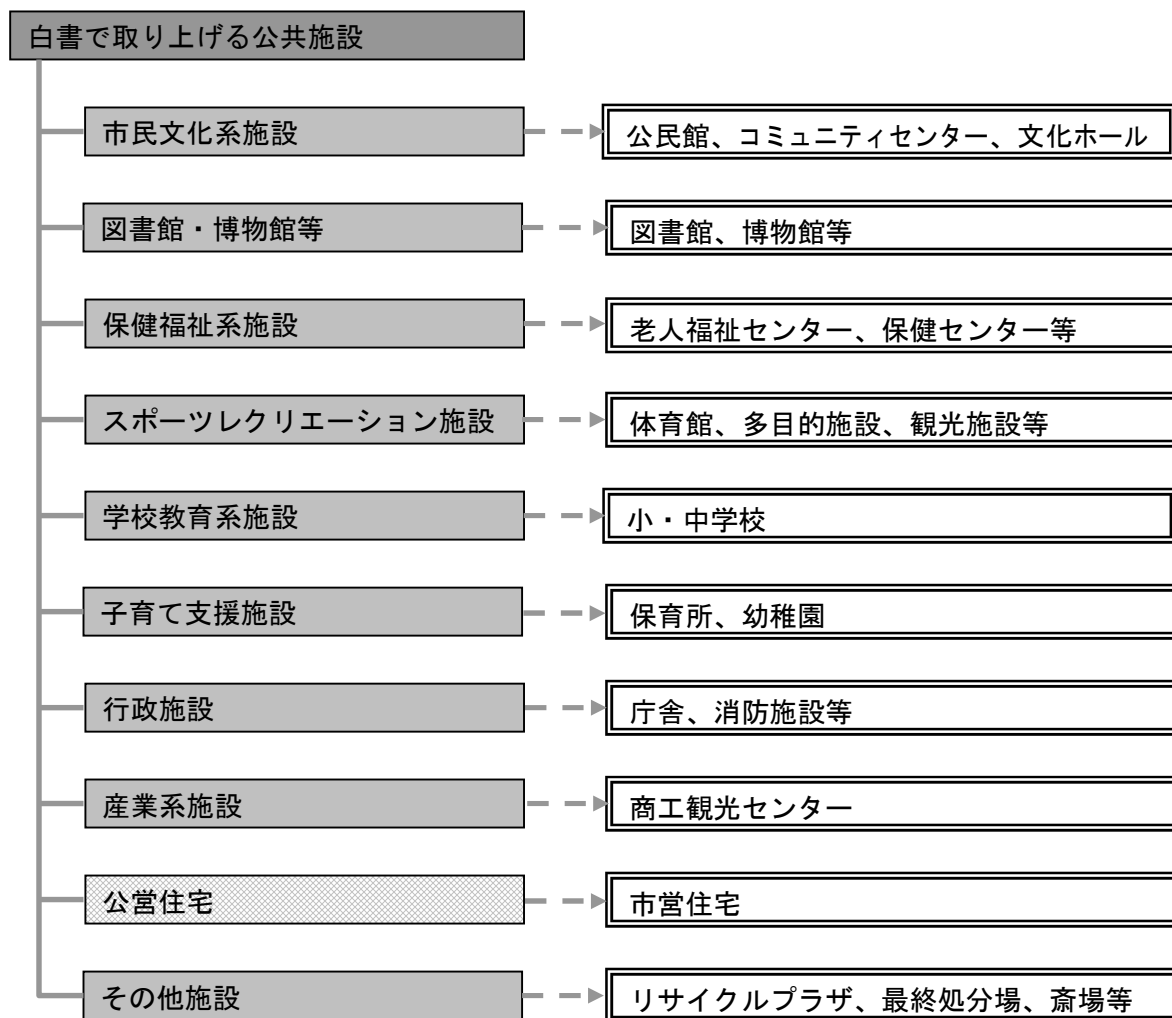 白書で取り上げる公共施設
市民文化系施設
公民館、コミュニティセンター、文化ホール
図書館・博物館等
図書館、博物館等
保健福祉系施設
老人福祉センター、保健センター等
スポーツレクリエーション施設
体育館、多目的施設、観光施設等
学校教育系施設
小・中学校
子育て支援施設
保育所、幼稚園
行政施設
庁舎、消防施設等
産業系施設
商工観光センター
公営住宅
市営住宅
その他施設
リサイクルプラザ、最終処分場、斎場等